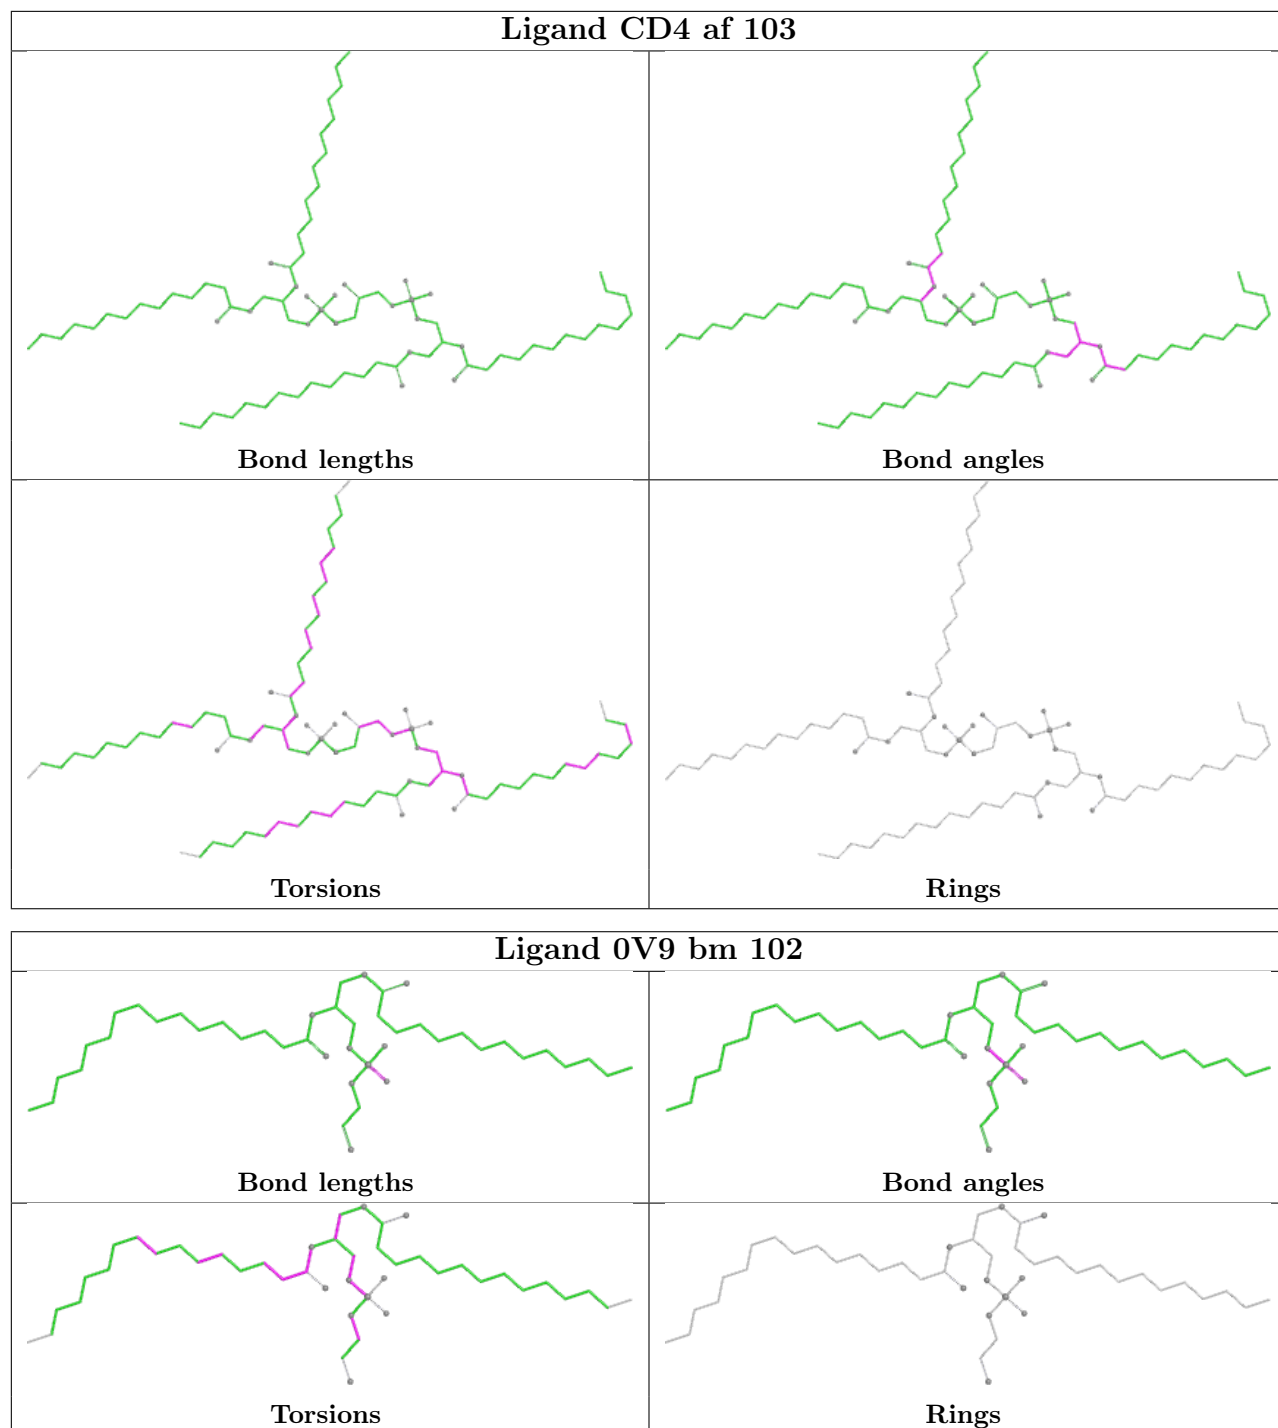 Ligand CD4 af 103
Bond lengths
Bond angles
Torsions
Rings
Ligand 0V9 bm 102
Bond lengths
Bond angles
Torsions
Rings